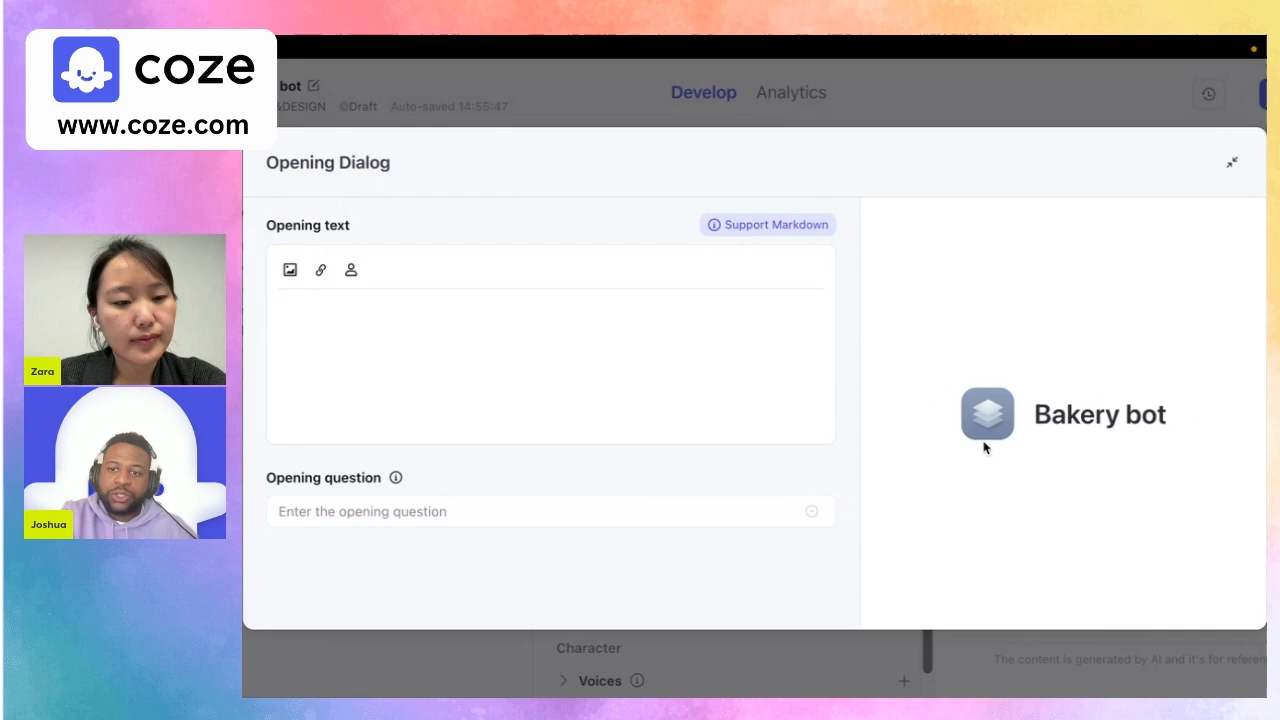 coze
www.coze.com
bot
&DESIGN
Draft
Auto-saved 14:55:47
Develop
Analytics
Opening Dialog
Opening text
Support Markdown
Opening question
Enter the opening question
Bakery bot
Zara
Joshua
Character
Voices
The content is generated by AI and it's for